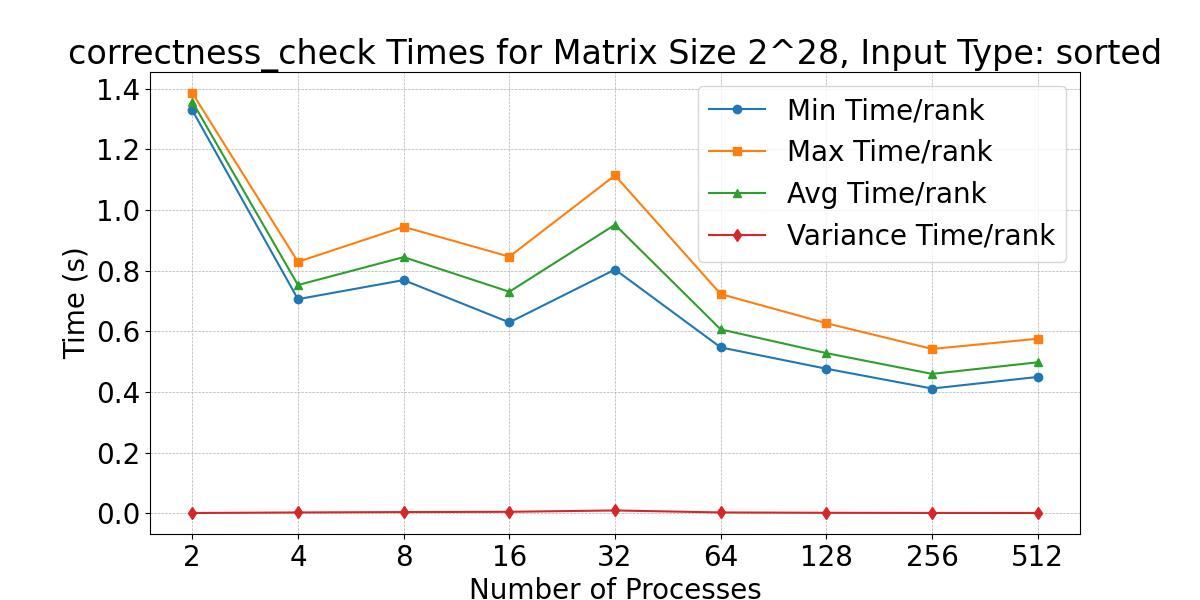 correctness_check Times for Matrix Size 2^28, Input Type: sorted
1.4
1.2
1.0
0.8
0.6
0.4
0.2
0.0
Time (s)
Min Time/rank
Max Time/rank
Avg Time/rank
Variance Time/rank
2 4 8 16 32 64 128 256 512
Number of Processes